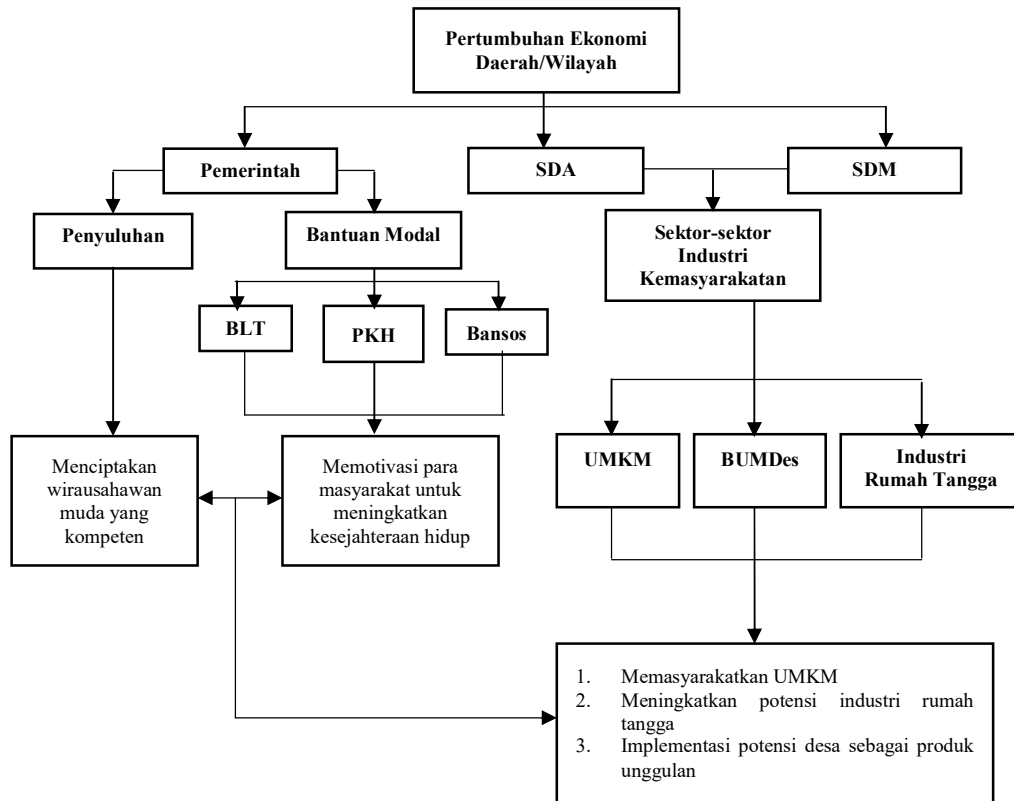 Pertumbuhan Ekonomi
Daerah/Wilayah
Pemerintah
SDA
SDM
Penyuluhan
Bantuan Modal
Sektor-sektor
Industri
Kemasyarakatan
BLT
PKH
Bansos
Menciptakan
wirausahawan
muda yang
kompeten
Memotivasi para
masyarakat untuk
meningkatkan
kesejahteraan hidup
UMKM
BUMDes
Industri
Rumah Tangga
1. Memasyarakatkan UMKM
2. Meningkatkan potensi industri rumah
tangga
3. Implementasi potensi desa sebagai produk
unggulan